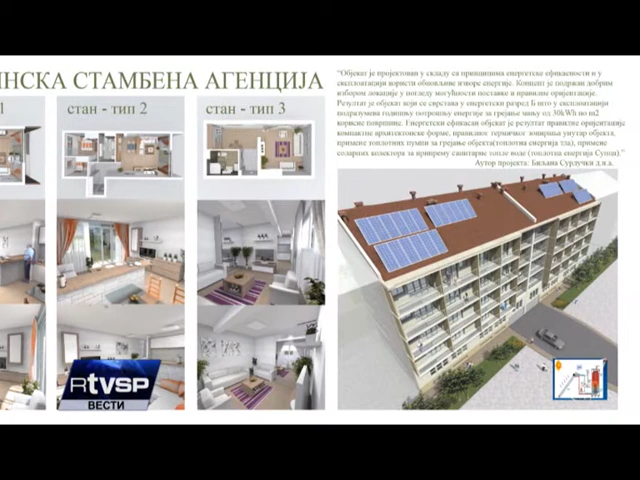 ИНСКА СТАМБЕНА АГЕНЦИЈА
1 стан - тип 2 стан - тип 3
"Објекат је пројектован у складу са принципима енергетске ефикасности и у
експлоатацији користи обновљиве изворе енергије. Концепт је подржан добрим
избором локације у погледу могућности поставке и правилне оријентације.
Резултат је објекат који се сврстава у енергетски разред Б што у експлоатацији
подразумева годишњу потрошњу енергије за грејање мању од 30kWh по m2
корисне површине. Енергетски ефикасан објекат је резултат правилне оријентације
компактне архитектонске форме, правилног термичког зонирања унутар објекта,
примене топлотних пумпи за грејање објекта(топлотна енергија тла), примене
соларних колектора за припрему санитарне топле воде (топлотна енергија Сунца)."
Аутор пројекта: Биљана Сурлучки д.и.а.
RTVSP
ВЕСТИ